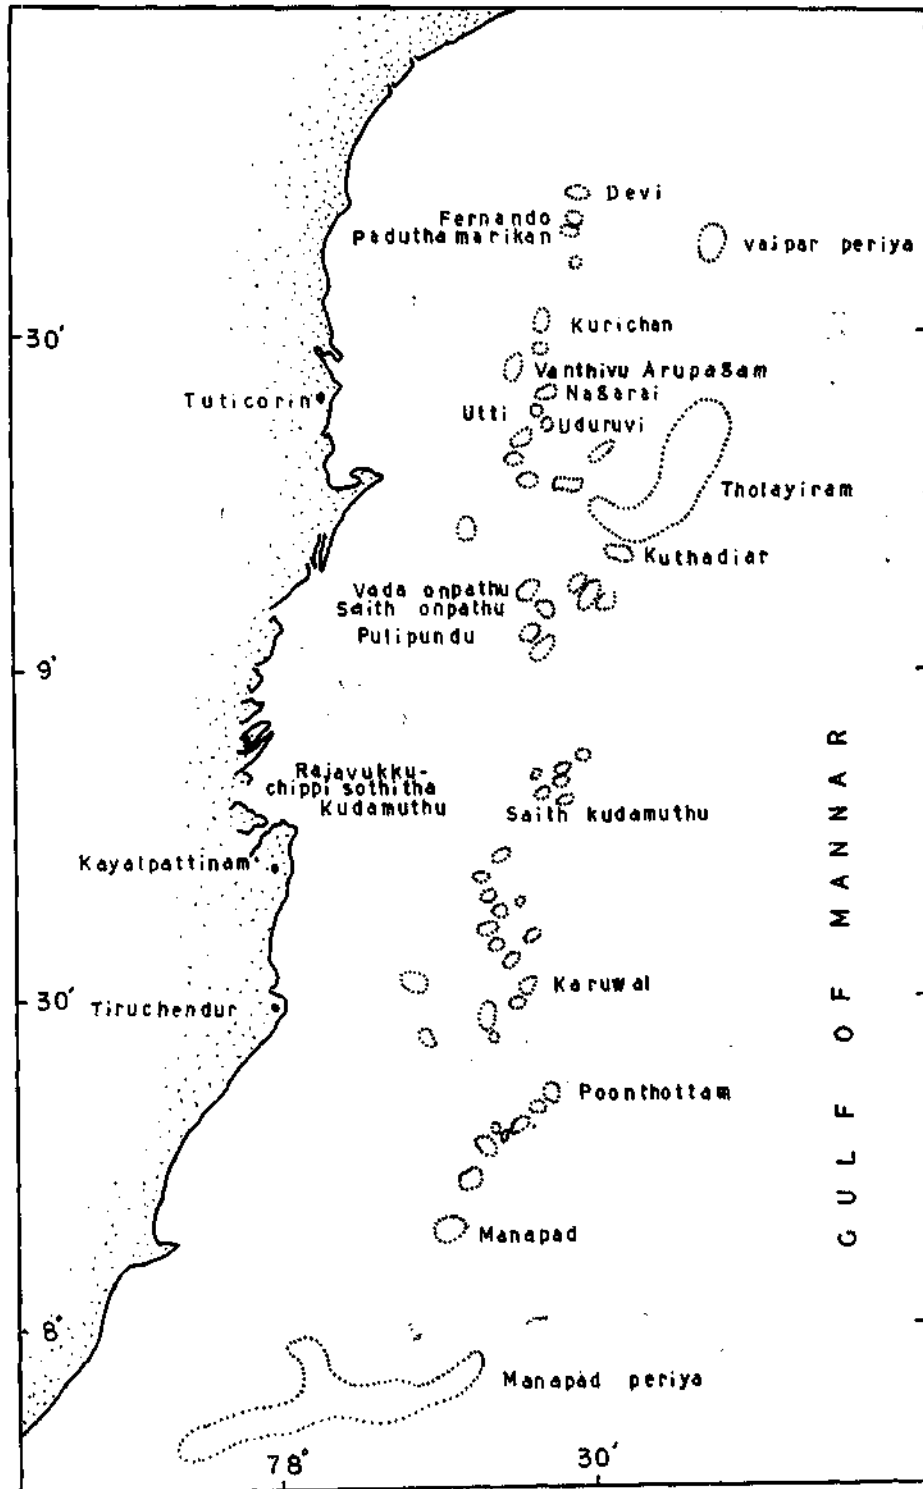 Devi
Fernando
Paduthamarikan
vaipar periya
Kurichan
30'
Vanthivu Arupagam
Nagarai
Tuticorin
Utti
Uduruvi
Tholayiram
Kuthadiar
Vada onpathu
Saith onpathu
Pulipundu
9'
Rajavukku-
chippi sothitha
Kudamuthu
Saith kudamuthu
Kayalpattinam
Karuwal
30'
Tiruchendur
Poonthottam
GULF OF MANNAR
Manapad
8°
Manapad periya
78°
30'